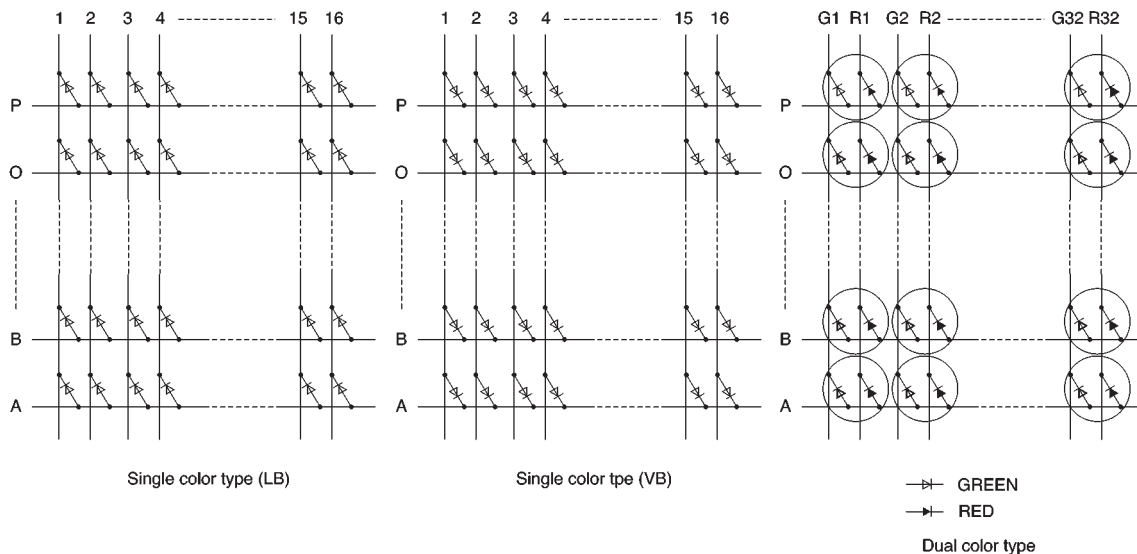 1 2 3 4 15 16
P
O
B
A
Single color type (LB)
1 2 3 4 15 16
P
O
B
A
Single color tpe (VB)
G1 R1 G2 R2 G32 R32
P
O
B
A
GREEN
RED
Dual color type